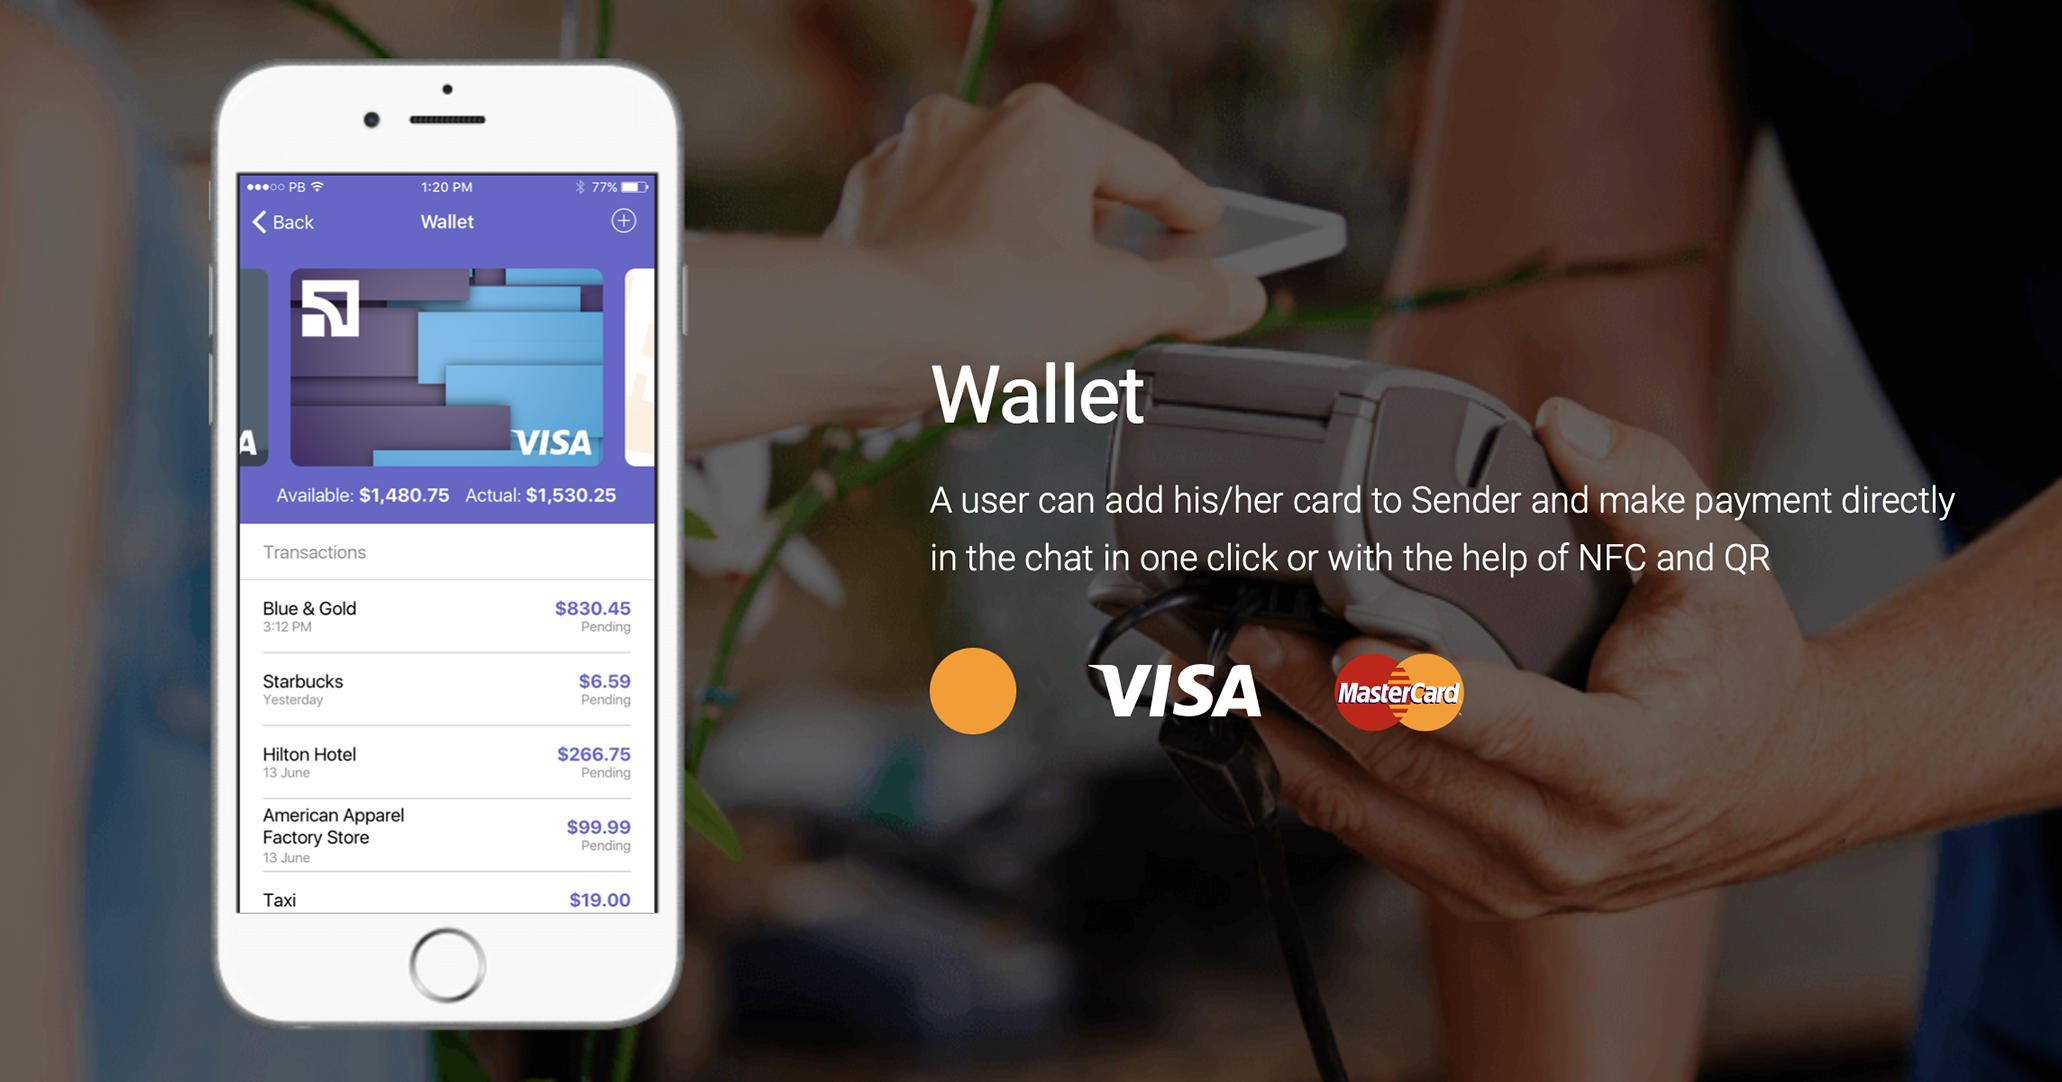 PB
1:20 PM
77%
Back
Wallet
A
VISA
Available: $1,480.75 Actual: $1,530.25
Transactions
Blue & Gold
$830.45
3:12 PM
Pending
Starbucks
$6.59
Yesterday
Pending
Hilton Hotel
$266.75
13 June
Pending
American Apparel
Factory Store
$99.99
13 June
Pending
Taxi
$19.00
Wallet
A user can add his/her card to Sender and make payment directly
in the chat in one click or with the help of NFC and QR
VISA
MasterCard